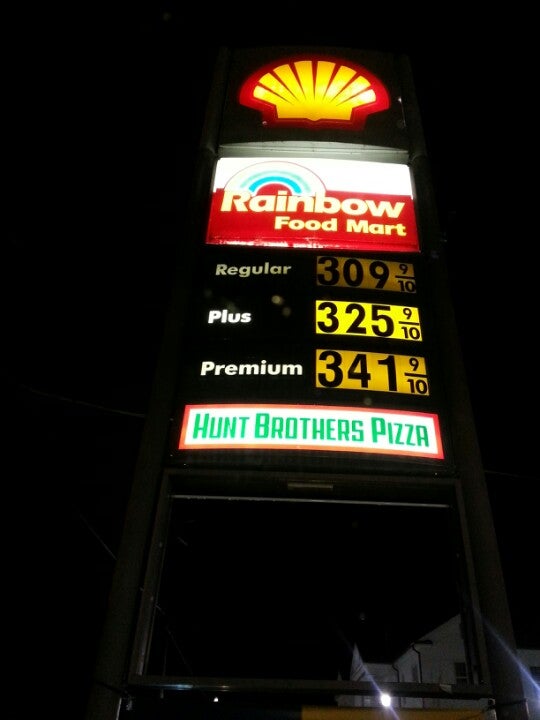 Rainbow
Food Mart
Regular 309 9/10
Plus 325 9/10
Premium 341 9/10
HUNT BROTHERS PIZZA